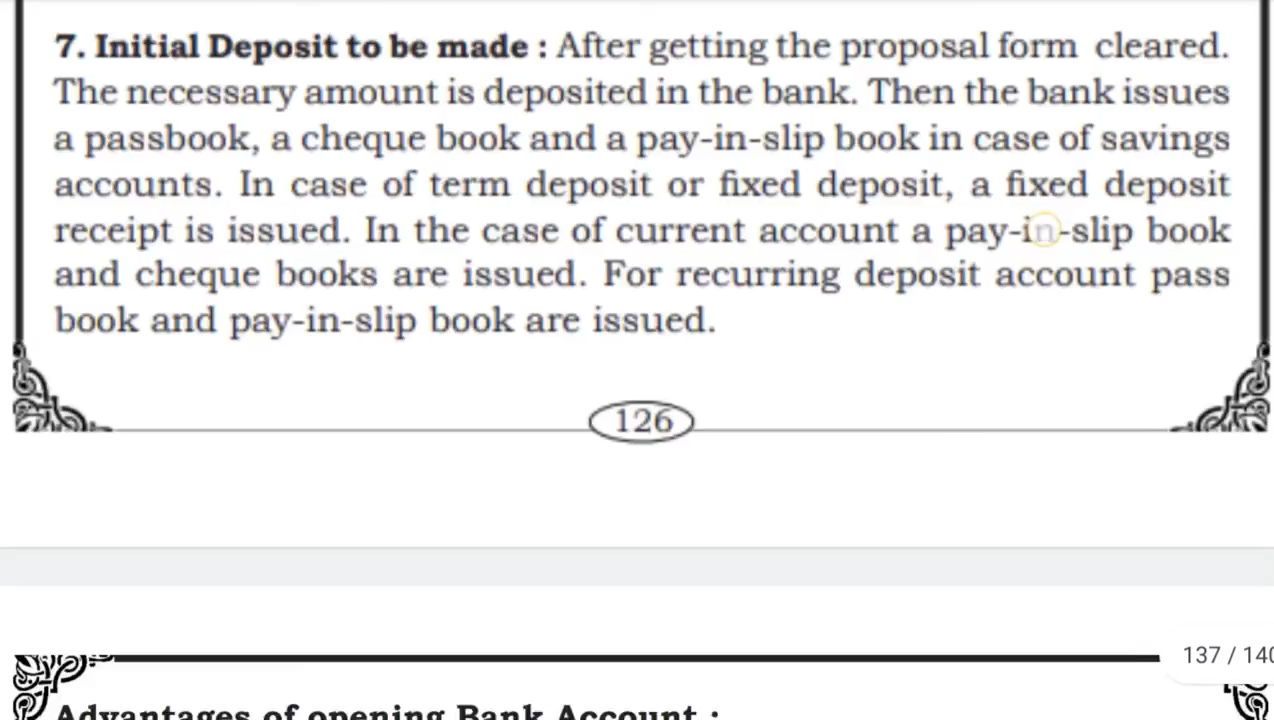 7. Initial Deposit to be made : After getting the proposal form cleared.
The necessary amount is deposited in the bank. Then the bank issues
a passbook, a cheque book and a pay-in-slip book in case of savings
accounts. In case of term deposit or fixed deposit, a fixed deposit
receipt is issued. In the case of current account a pay-in-slip book
and cheque books are issued. For recurring deposit account pass
book and pay-in-slip book are issued.
126
137 / 140
Advantages of opening Bank Account :